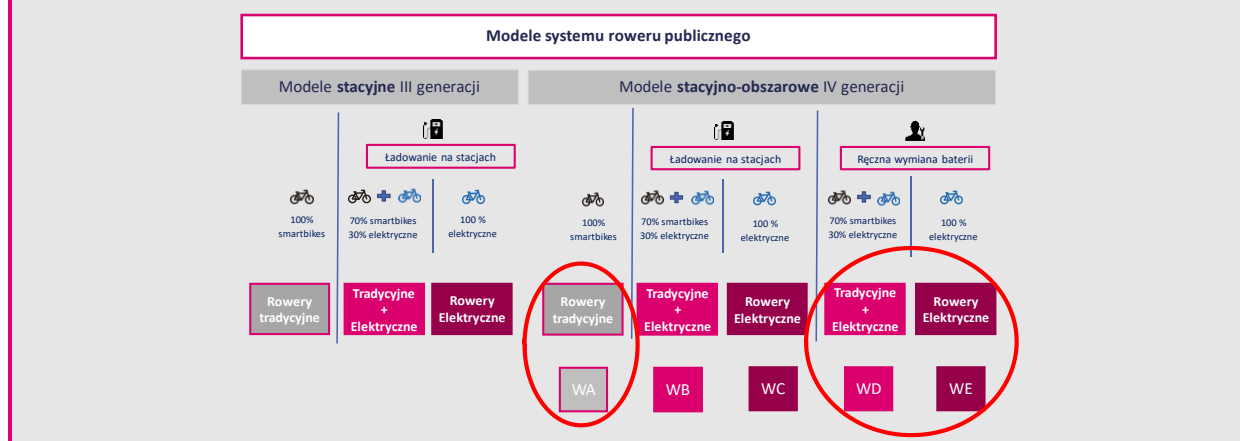 Modele systemu roweru publicznego
Modele stacyjne III generacji
Modele stacyjno-obszarowe IV generacji
Ładowanie na stacjach
Ładowanie na stacjach
Ręczna wymiana baterii
100%
smartbikes
70% smartbikes
30% elektryczne
100 %
elektryczne
100%
smartbikes
70% smartbikes
30% elektryczne
100 %
elektryczne
70% smartbikes
30% elektryczne
100 %
elektryczne
Rowery
tradycyjne
Tradycyjne
+
Elektryczne
Rowery
Elektryczne
Rowery
tradycyjne
Tradycyjne
+
Elektryczne
Rowery
Elektryczne
Tradycyjne
+
Elektryczne
Rowery
Elektryczne
WA
WB
WC
WD
WE